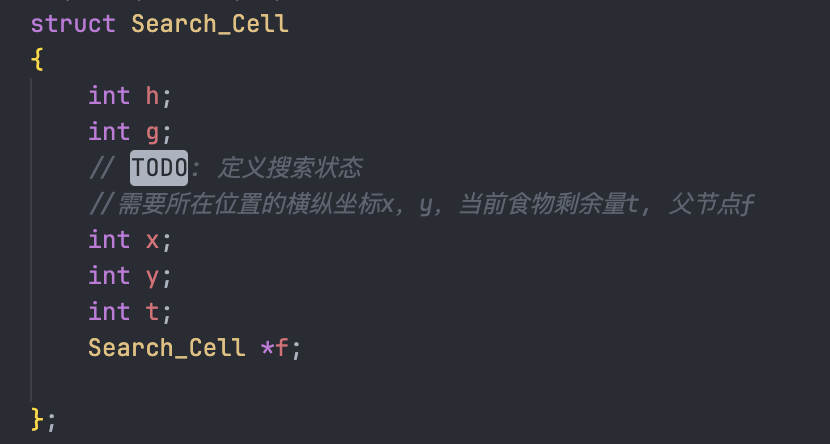 struct Search_Cell
{
int h;
int g;
// TODO: 定义搜索状态
//需要所在位置的横纵坐标x，y，当前食物剩余量t, 父节点f
int x;
int y;
int t;
Search_Cell *f;
};